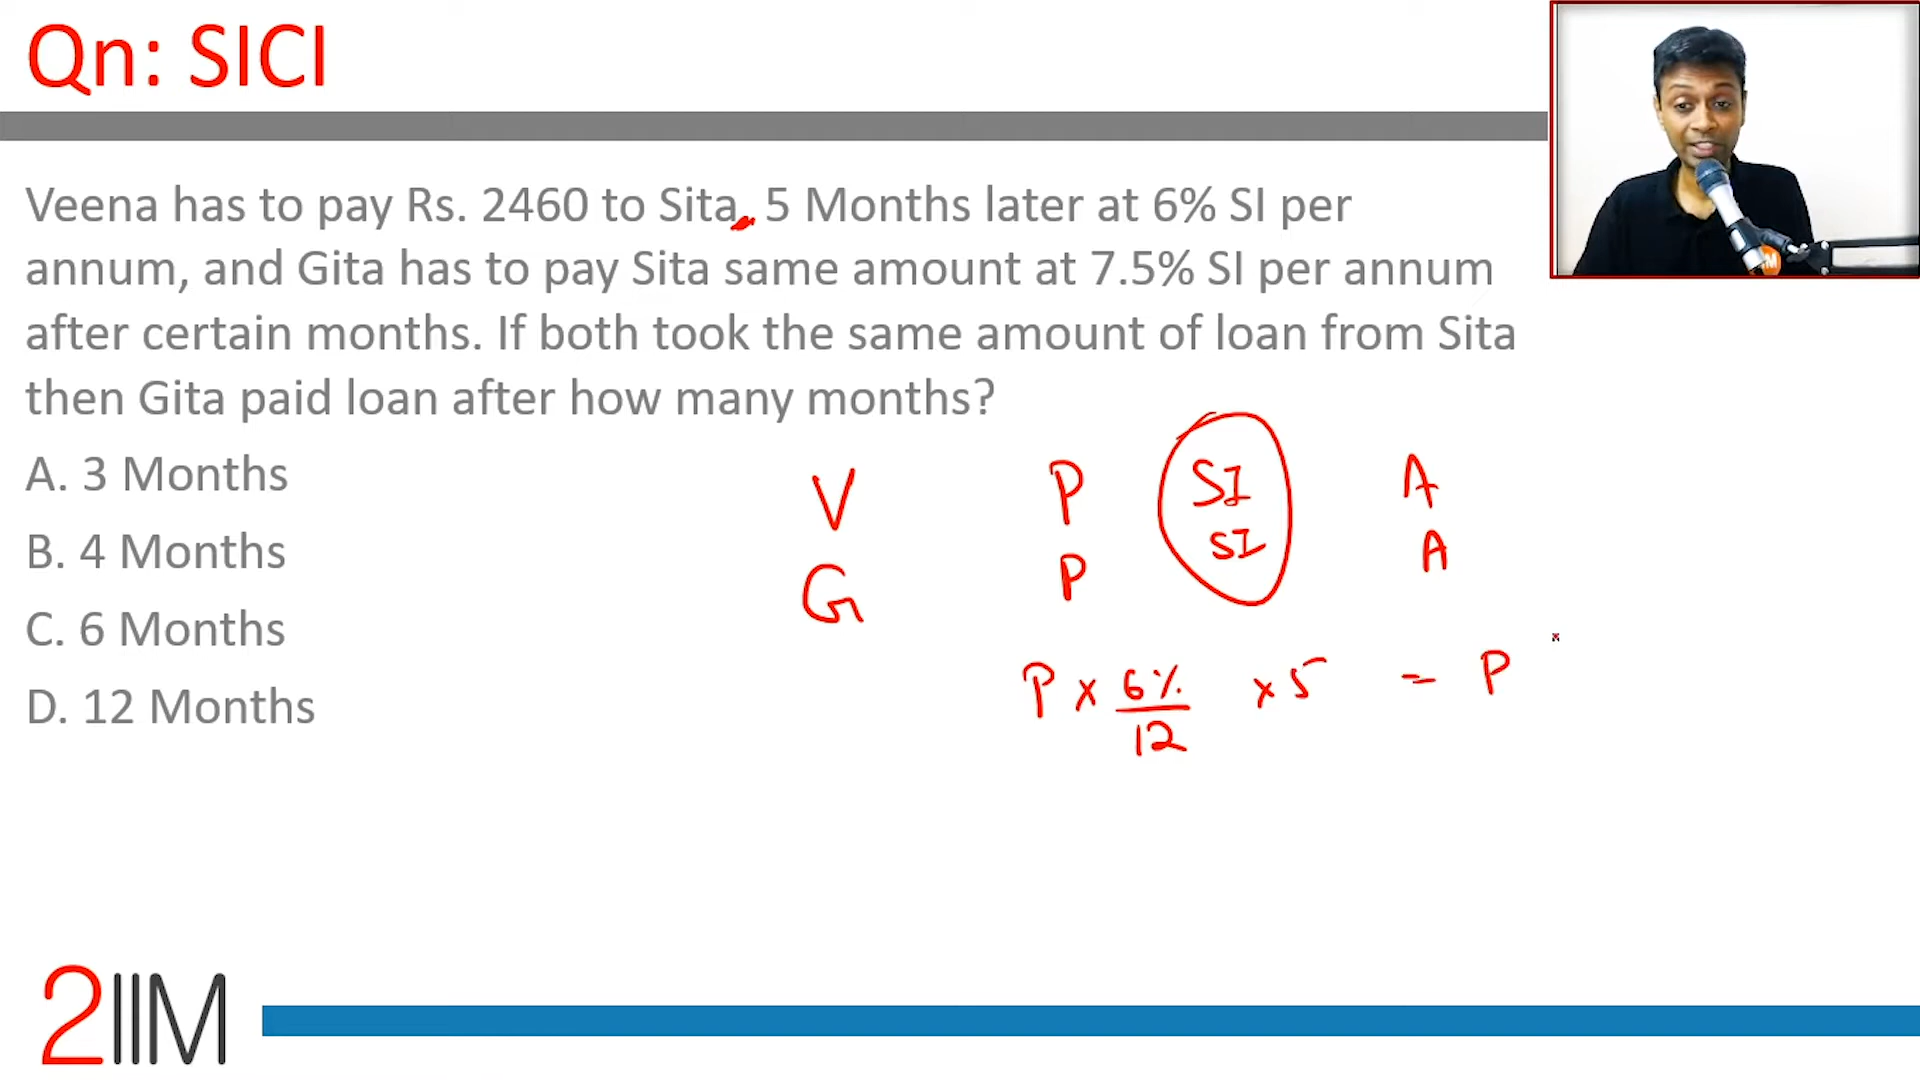 Qn: SICI
Veena has to pay Rs. 2460 to Sita, 5 Months later at 6% SI per
annum, and Gita has to pay Sita same amount at 7.5% SI per annum
after certain months. If both took the same amount of loan from Sita
then Gita paid loan after how many months?
A. 3 Months
B. 4 Months
C. 6 Months
D. 12 Months
V P SI A
G P SI A
P × 6% / 12 × 5 = P
2IIM